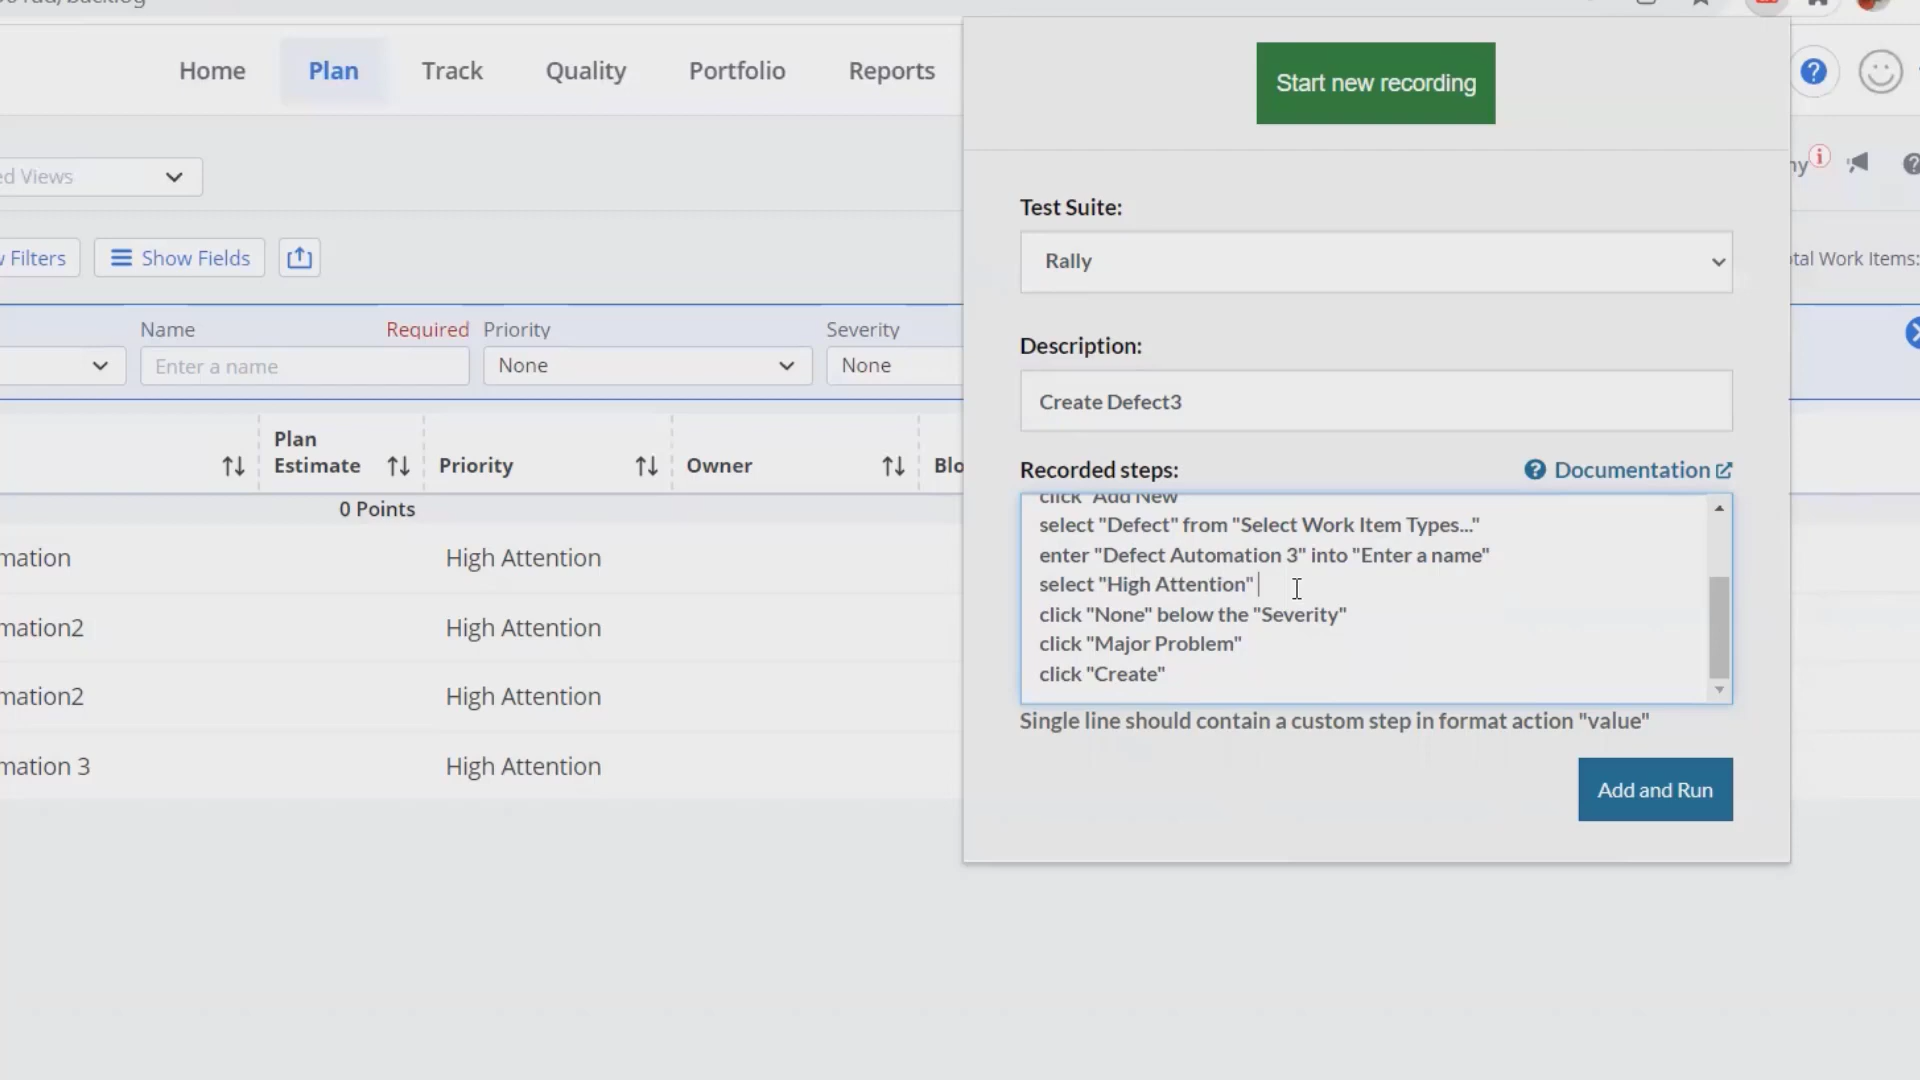 backlog
Home Plan Track Quality Portfolio Reports
Start new recording
ed Views
Filters
Show Fields
Total Work Items:
Name Required Priority Severity
Enter a name None None
Plan
Estimate
Priority
Owner
Blo
0 Points
mation High Attention
mation2 High Attention
mation2 High Attention
mation 3 High Attention
Test Suite:
Rally
Description:
Create Defect3
Recorded steps:
Documentation
click "Add New"
select "Defect" from "Select Work Item Types..."
enter "Defect Automation 3" into "Enter a name"
select "High Attention"
click "None" below the "Severity"
click "Major Problem"
click "Create"
Single line should contain a custom step in format action "value"
Add and Run